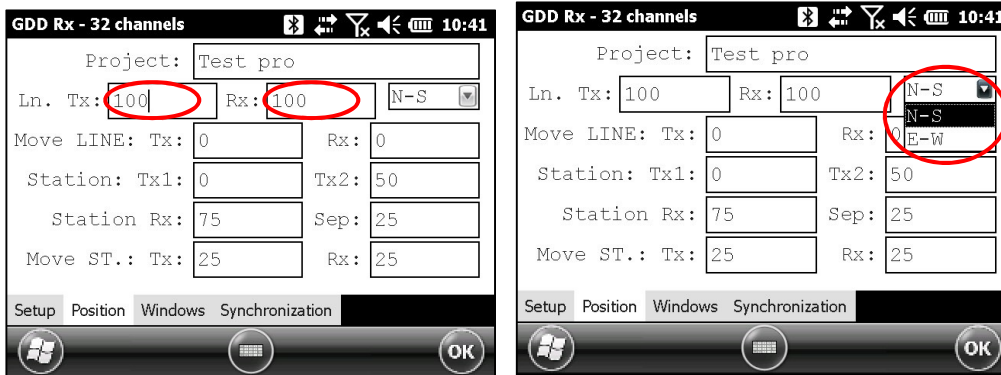 GDD Rx - 32 channels 10:41
Project: Test pro
Ln. Tx: 100 Rx: 100 N-S
Move LINE: Tx: 0 Rx: 0
Station: Tx1: 0 Tx2: 50
Station Rx: 75 Sep: 25
Move ST.: Tx: 25 Rx: 25
Setup Position Windows Synchronization
OK
GDD Rx - 32 channels 10:41
Project: Test pro
Ln. Tx: 100 Rx: 100 N-S
N-S
Move LINE: Tx: 0 Rx: 0 E-W
Station: Tx1: 0 Tx2: 50
Station Rx: 75 Sep: 25
Move ST.: Tx: 25 Rx: 25
Setup Position Windows Synchronization
OK